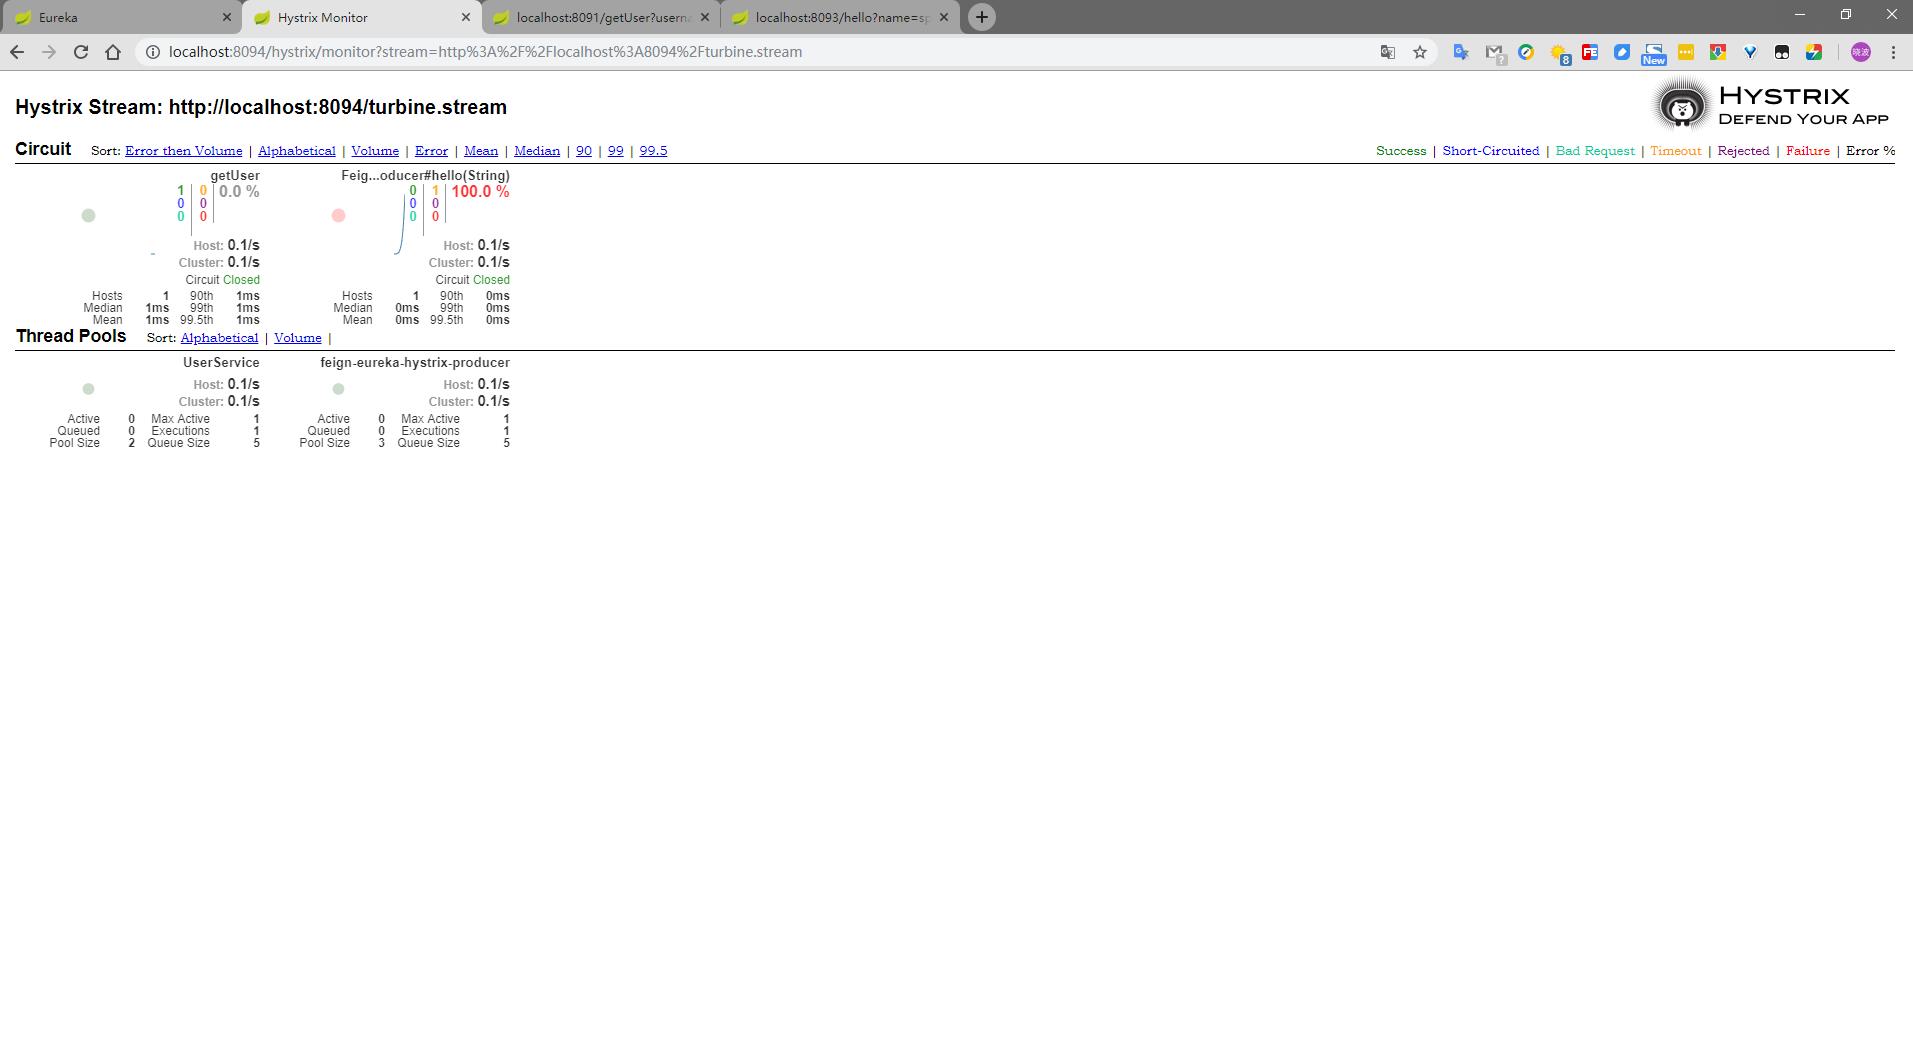 Eureka
Hystrix Monitor
localhost:8091/getUser?userna
localhost:8093/hello?name=sp
localhost:8094/hystrix/monitor?stream=http%3A%2F%2Flocalhost%3A8094%2Fturbine.stream
8
FE
New
晓波
Hystrix Stream: http://localhost:8094/turbine.stream
HYSTRIX
DEFEND YOUR APP
Circuit Sort: Error then Volume | Alphabetical | Volume | Error | Mean | Median | 90 | 99 | 99.5
Success | Short-Circuited | Bad Request | Timeout | Rejected | Failure | Error %
getUser
1 0 0.0 %
0 0
0 0
Host: 0.1/s
Cluster: 0.1/s
Circuit Closed
Hosts 1 90th 1ms
Median 1ms 99th 1ms
Mean 1ms 99.5th 1ms
Feig...oducer#hello(String)
0 1 100.0 %
0 0
0 0
Host: 0.1/s
Cluster: 0.1/s
Circuit Closed
Hosts 1 90th 0ms
Median 0ms 99th 0ms
Mean 0ms 99.5th 0ms
Thread Pools Sort: Alphabetical | Volume |
UserService
Host: 0.1/s
Cluster: 0.1/s
Active 0 Max Active 1
Queued 0 Executions 1
Pool Size 2 Queue Size 5
feign-eureka-hystrix-producer
Host: 0.1/s
Cluster: 0.1/s
Active 0 Max Active 1
Queued 0 Executions 1
Pool Size 3 Queue Size 5